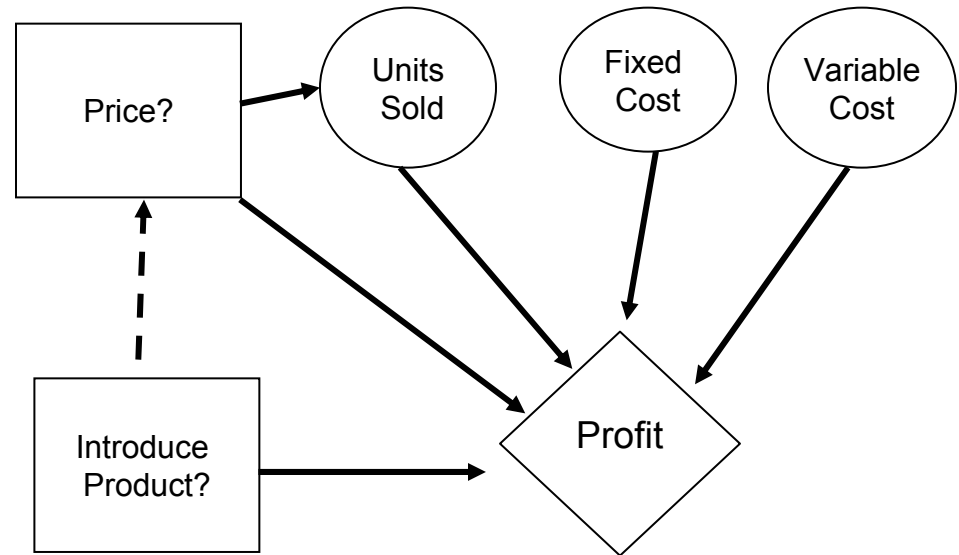 Price?
Units
Sold
Fixed
Cost
Variable
Cost
Introduce
Product?
Profit